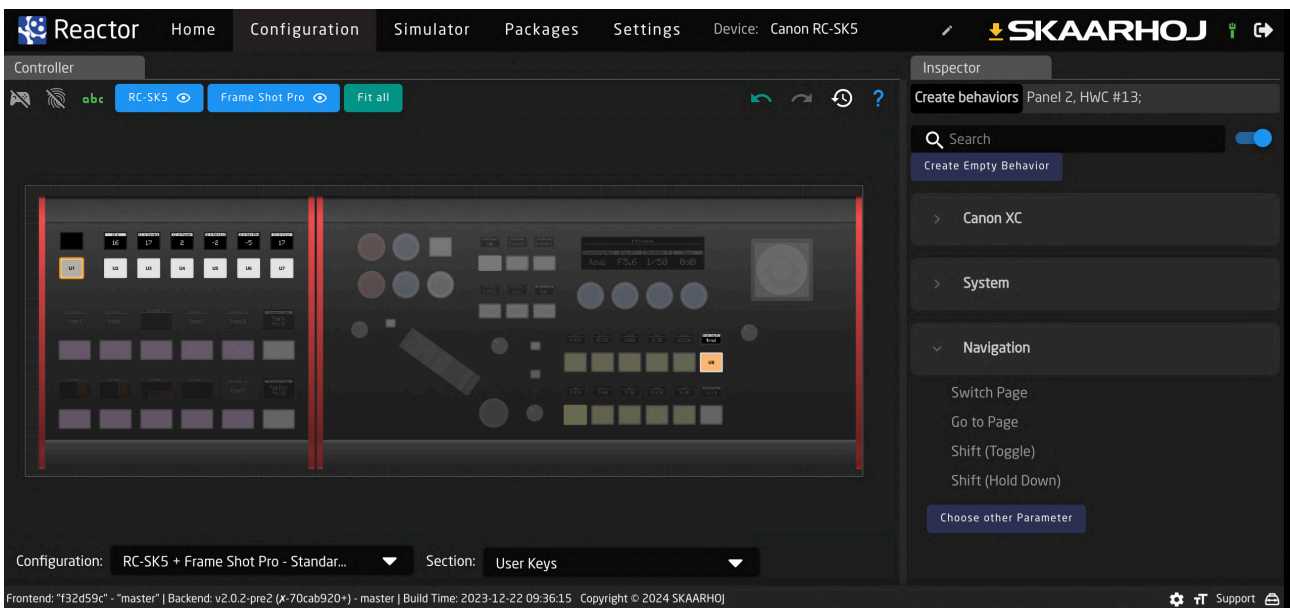 Reactor Home Configuration Simulator Packages Settings Device: Canon RC-SK5 SKAARHOJ
Controller
abc RC-SK5 Frame Shot Pro Fit all ?
16 17 2 -2 -5 17
U1 U2 U3 U4 U5 U6 U7
Home
F5.6 1/50 0dB
U8
Configuration: RC-SK5 + Frame Shot Pro - Standar... Section: User Keys
Inspector
Create behaviors Panel 2, HWC #13;
Search
Create Empty Behavior
Canon XC
System
Navigation
Switch Page
Go to Page
Shift (Toggle)
Shift (Hold Down)
Choose other Parameter
Frontend: "f32d59c" - "master" | Backend: v2.0.2-pre2 (✗-70cab920+) - master | Build Time: 2023-12-22 09:36:15 Copyright © 2024 SKAARHOJ
Support